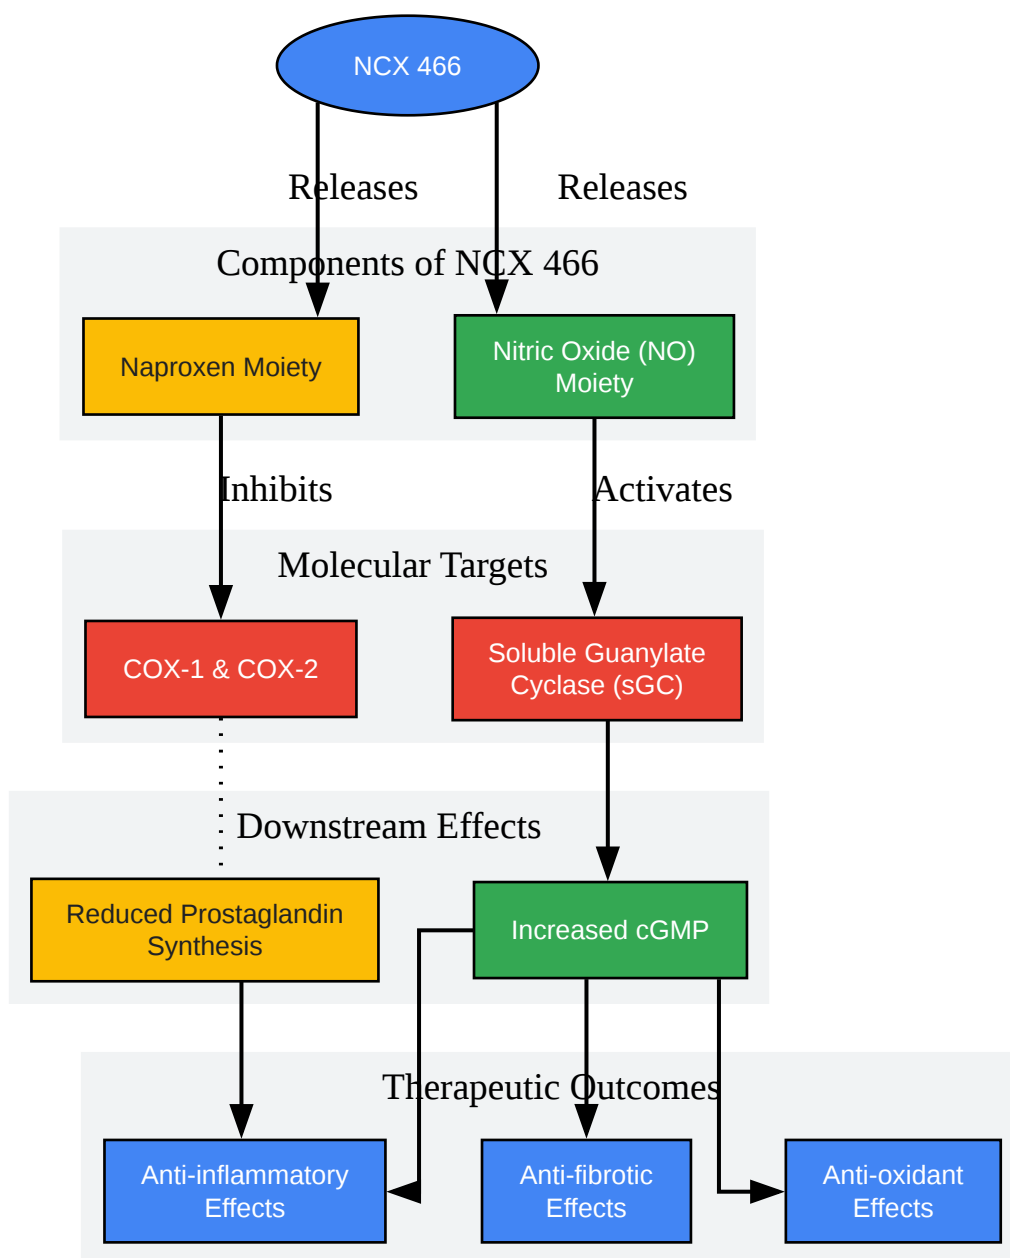 NCX 466
Releases
Releases
Components of NCX 466
Naproxen Moiety
Nitric Oxide (NO)
Moiety
Inhibits
Activates
Molecular Targets
COX-1 & COX-2
Soluble Guanylate
Cyclase (sGC)
Downstream Effects
Reduced Prostaglandin
Synthesis
Increased cGMP
Therapeutic Outcomes
Anti-inflammatory
Effects
Anti-fibrotic
Effects
Anti-oxidant
Effects